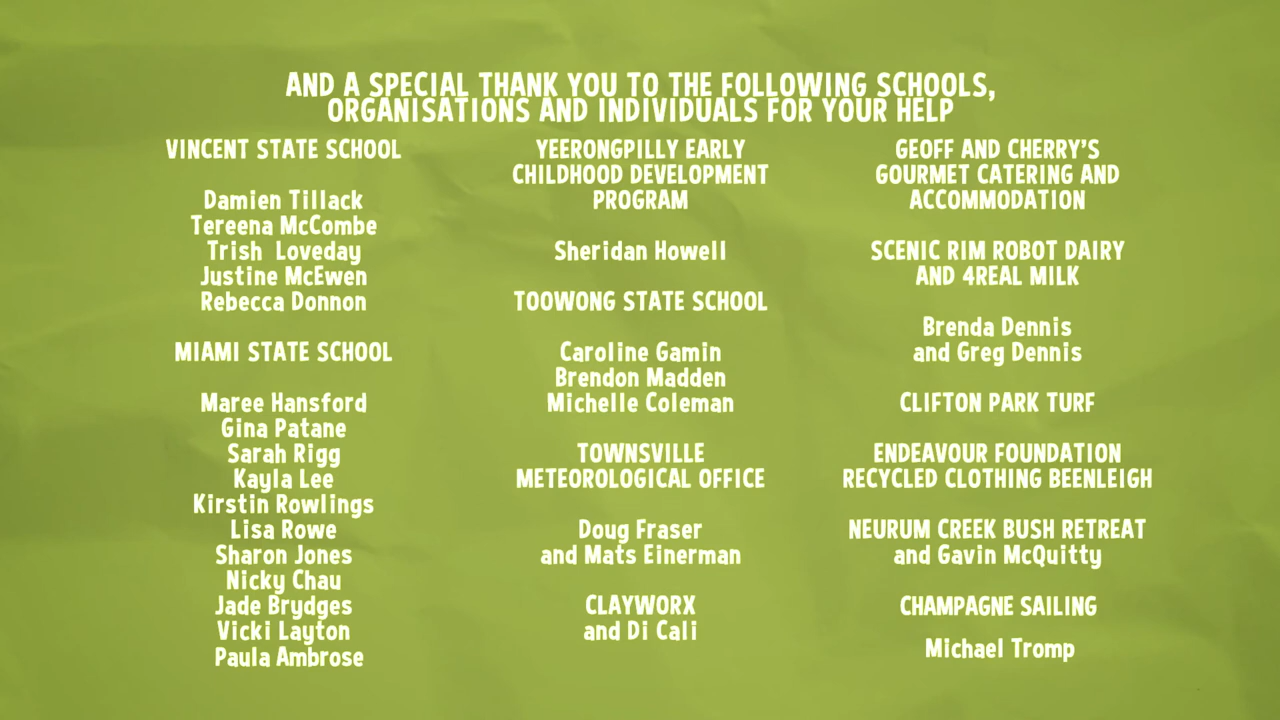 AND A SPECIAL THANK YOU TO THE FOLLOWING SCHOOLS,
ORGANISATIONS AND INDIVIDUALS FOR YOUR HELP
VINCENT STATE SCHOOL
Damien Tillack
Tereena McCombe
Trish Loveday
Justine McEwen
Rebecca Donnon
MIAMI STATE SCHOOL
Maree Hansford
Gina Patane
Sarah Rigg
Kayla Lee
Kirstin Rowlings
Lisa Rowe
Sharon Jones
Nicky Chau
Jade Brydges
Vicki Layton
Paula Ambrose
YEERONGPILLY EARLY
CHILDHOOD DEVELOPMENT
PROGRAM
Sheridan Howell
TOOWONG STATE SCHOOL
Caroline Gamin
Brendon Madden
Michelle Coleman
TOWNSVILLE
METEOROLOGICAL OFFICE
Doug Fraser
and Mats Einerman
CLAYWORX
and Di Cali
GEOFF AND CHERRY'S
GOURMET CATERING AND
ACCOMMODATION
SCENIC RIM ROBOT DAIRY
AND 4REAL MILK
Brenda Dennis
and Greg Dennis
CLIFTON PARK TURF
ENDEAVOUR FOUNDATION
RECYCLED CLOTHING BEENLEIGH
NEURUM CREEK BUSH RETREAT
and Gavin McQuitty
CHAMPAGNE SAILING
Michael Tromp